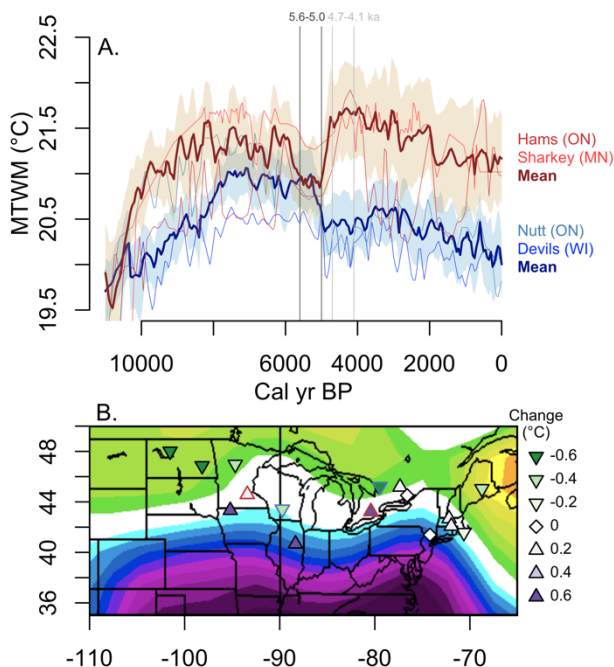 5.6-5.0 4.7-4.1 ka
A.
22.5
21.5
20.5
19.5
MTWM (°C)
Hams (ON)
Sharkey (MN)
Mean
Nutt (ON)
Devils (WI)
Mean
10000 6000 4000 2000 0
Cal yr BP
B.
Change
(°C)
-0.6
-0.4
-0.2
0
0.2
0.4
0.6
48
44
40
36
-110 -100 -90 -80 -70